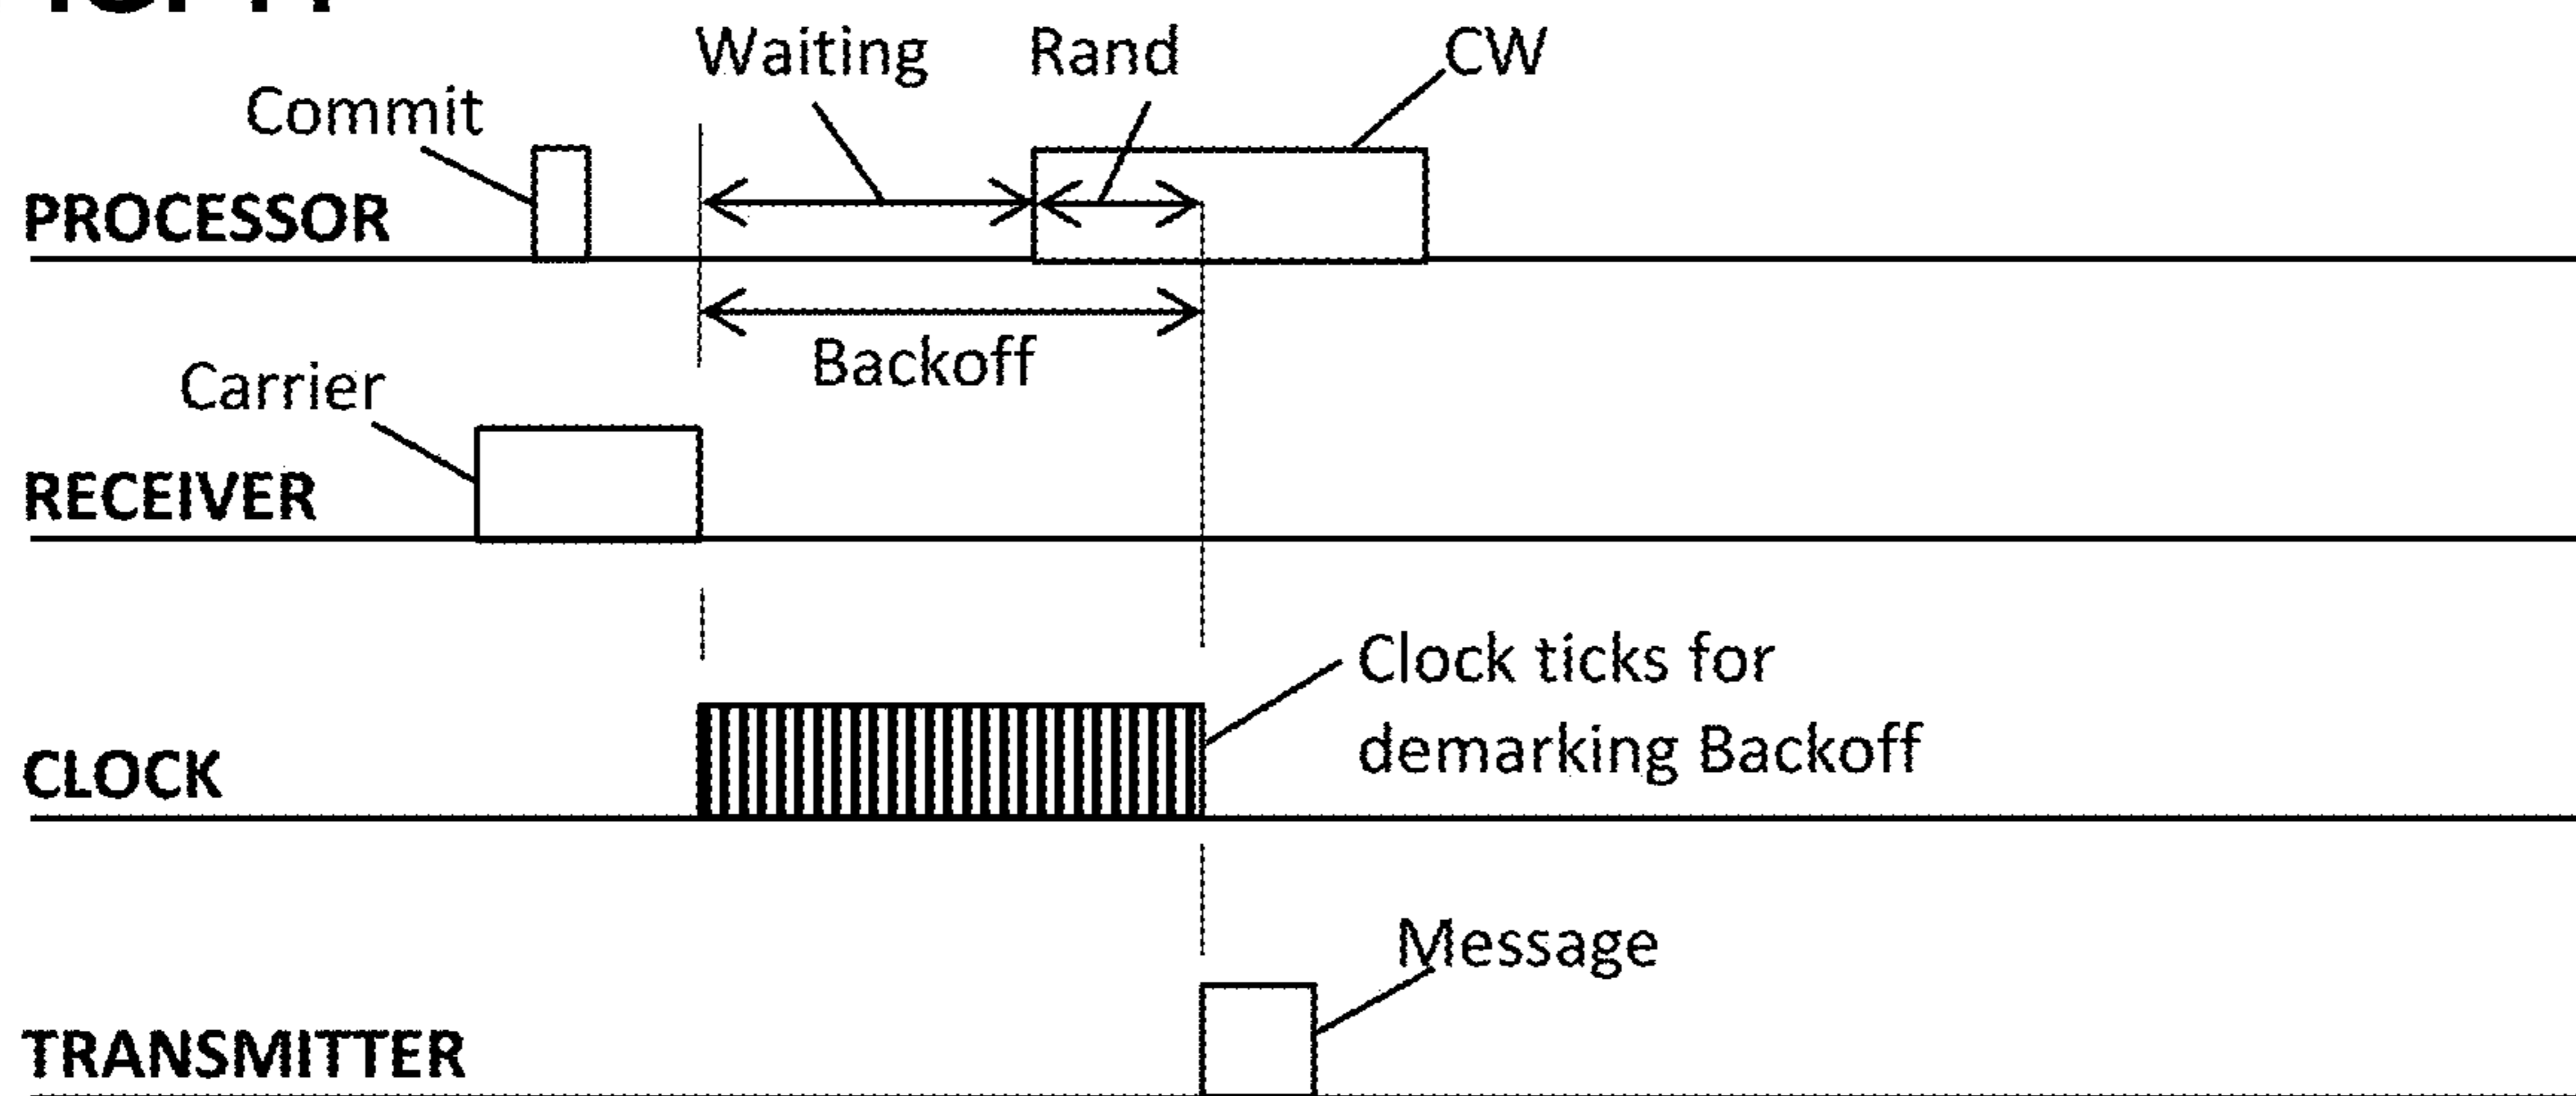 Waiting Rand CW
Commit
PROCESSOR
Backoff
Carrier
RECEIVER
Clock ticks for
demarking Backoff
CLOCK
Message
TRANSMITTER